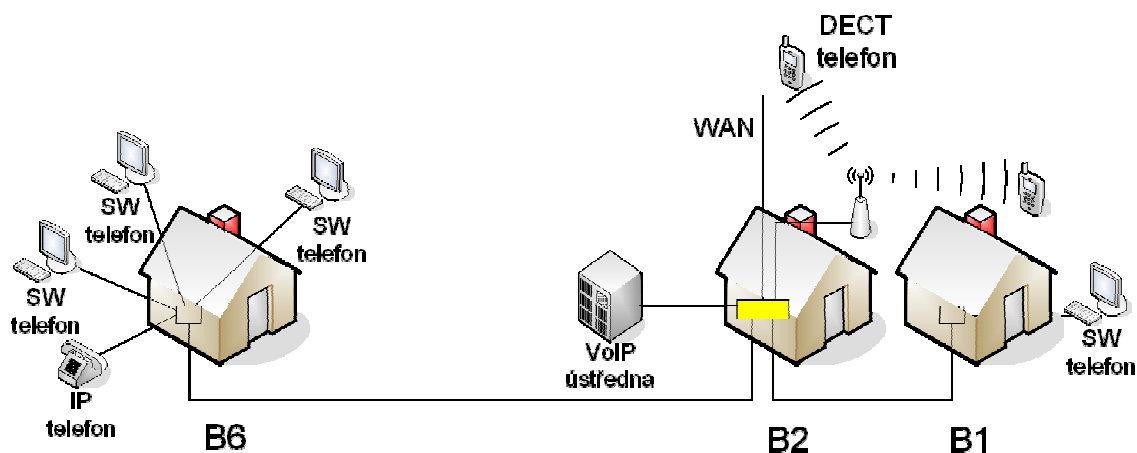 DECT
telefon
WAN
SW
telefon
SW
telefon
SW
telefon
IP
telefon
VoIP
ústředna
SW
telefon
B6
B2
B1